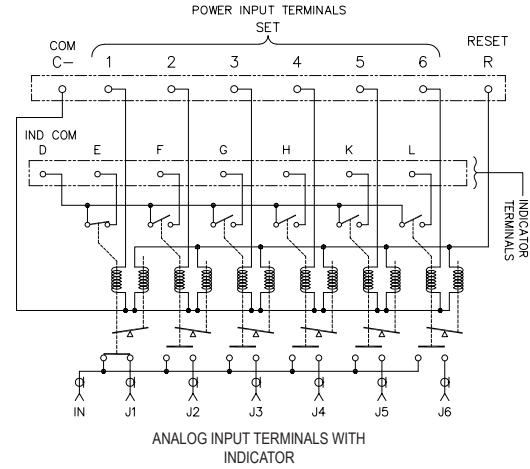 POWER INPUT TERMINALS
SET
COM
C– 1 2 3 4 5 6 R
RESET
IND COM
D E F G H K L
INDICATOR
TERMINALS
IN J1 J2 J3 J4 J5 J6
ANALOG INPUT TERMINALS WITH
INDICATOR